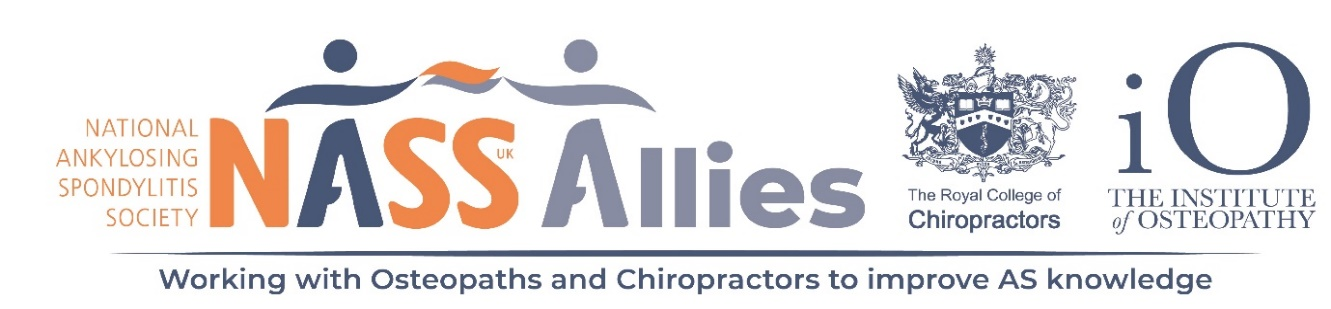 NATIONAL
ANKYLOSING
SPONDYLITIS
SOCIETY
NASS UK Allies
The Royal College of
Chiropractors
iO
THE INSTITUTE
of OSTEOPATHY
Working with Osteopaths and Chiropractors to improve AS knowledge